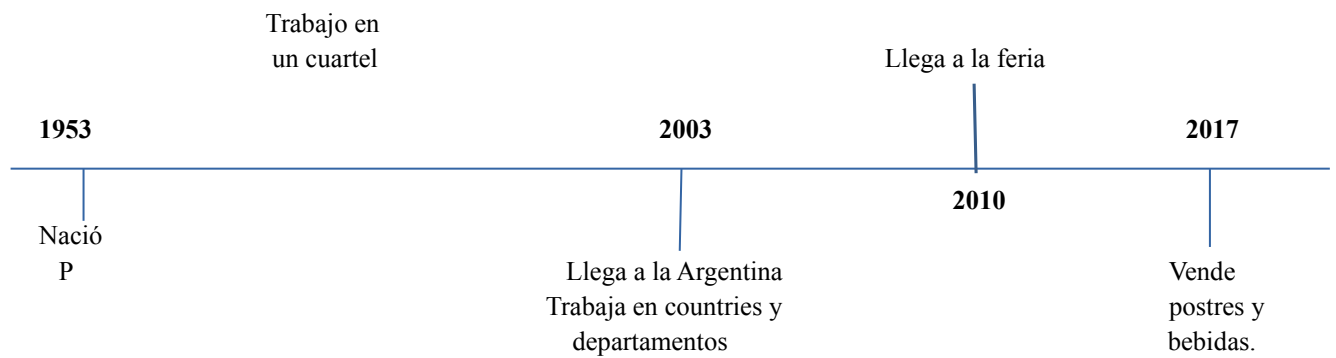 Trabajo en
un cuartel
Llega a la feria
1953
2003
2017
2010
Nació
P
Llega a la Argentina
Trabaja en countries y
departamentos
Vende
postres y
bebidas.